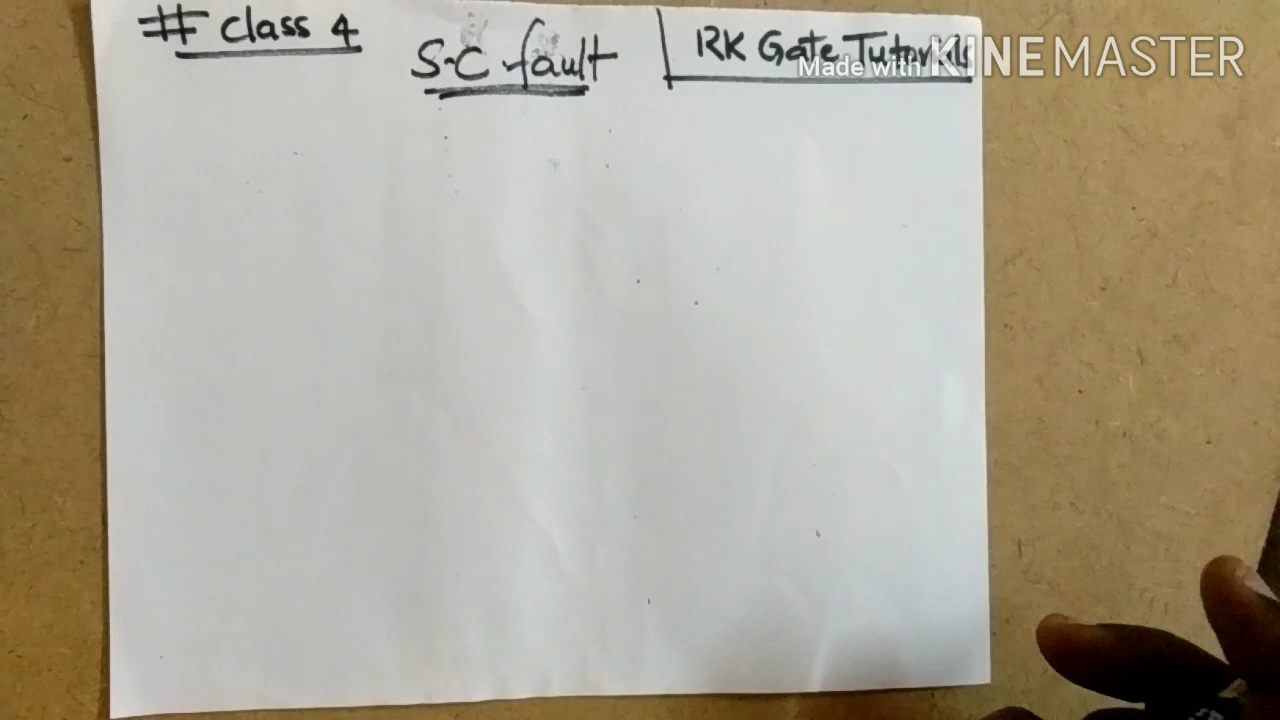 # Class 4
S-C fault
RK Gate Tutorials
Made with KINEMASTER